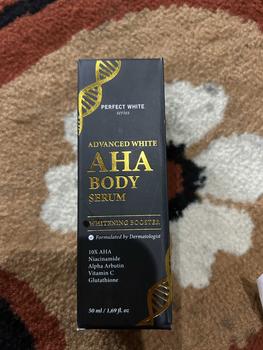 PERFECT WHITE
series
ADVANCED WHITE
AHA
BODY
SERUM
WHITENING BOOSTER
Formulated by Dermatologist
10X AHA
Niacinamide
Alpha Arbutin
Vitamin C
Glutathione
50 ml / 1,69 fl. oz